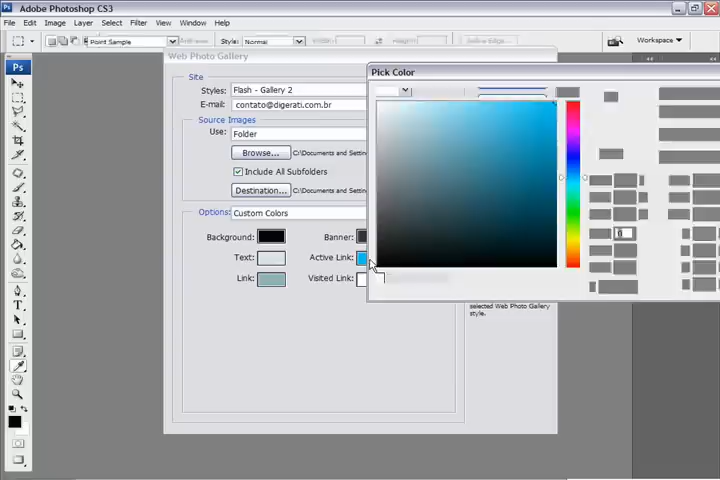 Adobe Photoshop CS3
File Edit Image Layer Select Filter View Window Help
Point Sample Style: Normal Workspace
Ps
Web Photo Gallery
Pick Color
Site
Styles: Flash - Gallery 2
E-mail: contato@digerati.com.br
Source Images
Use: Folder
Browse... C:\Documents and Setting
Include All Subfolders
Destination... C:\Documents and Setting
Options: Custom Colors
Background: Banner:
Text: Active Link:
Link: Visited Link:
selected Web Photo Gallery
style.